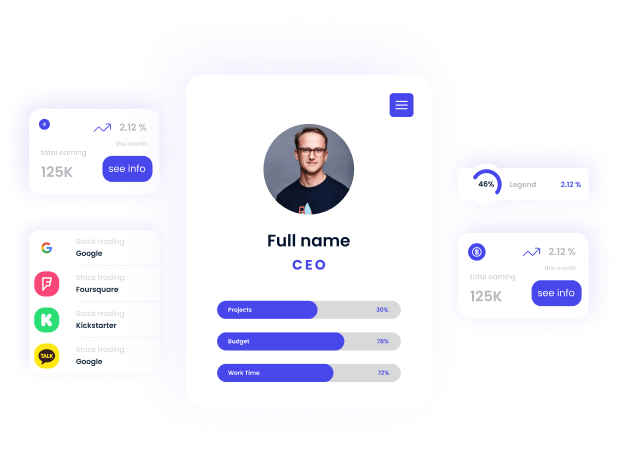 2.12 %
this month
total earning
125K
see info
Stock trading
Google
Stock trading
Foursquare
Stock trading
Kickstarter
TALK
Stock trading
Google
Full name
CEO
Projects 30%
Budget 78%
Work Time 72%
46% Legend 2.12 %
$ 2.12 %
this month
total earning
125K
see info